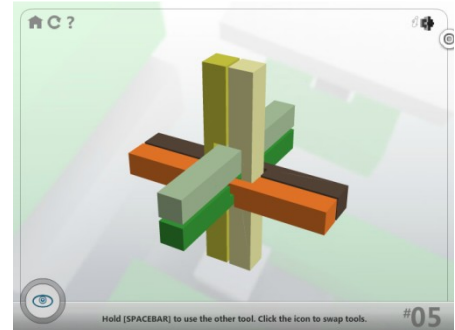 ?
Hold [SPACEBAR] to use the other tool. Click the icon to swap tools.
#05